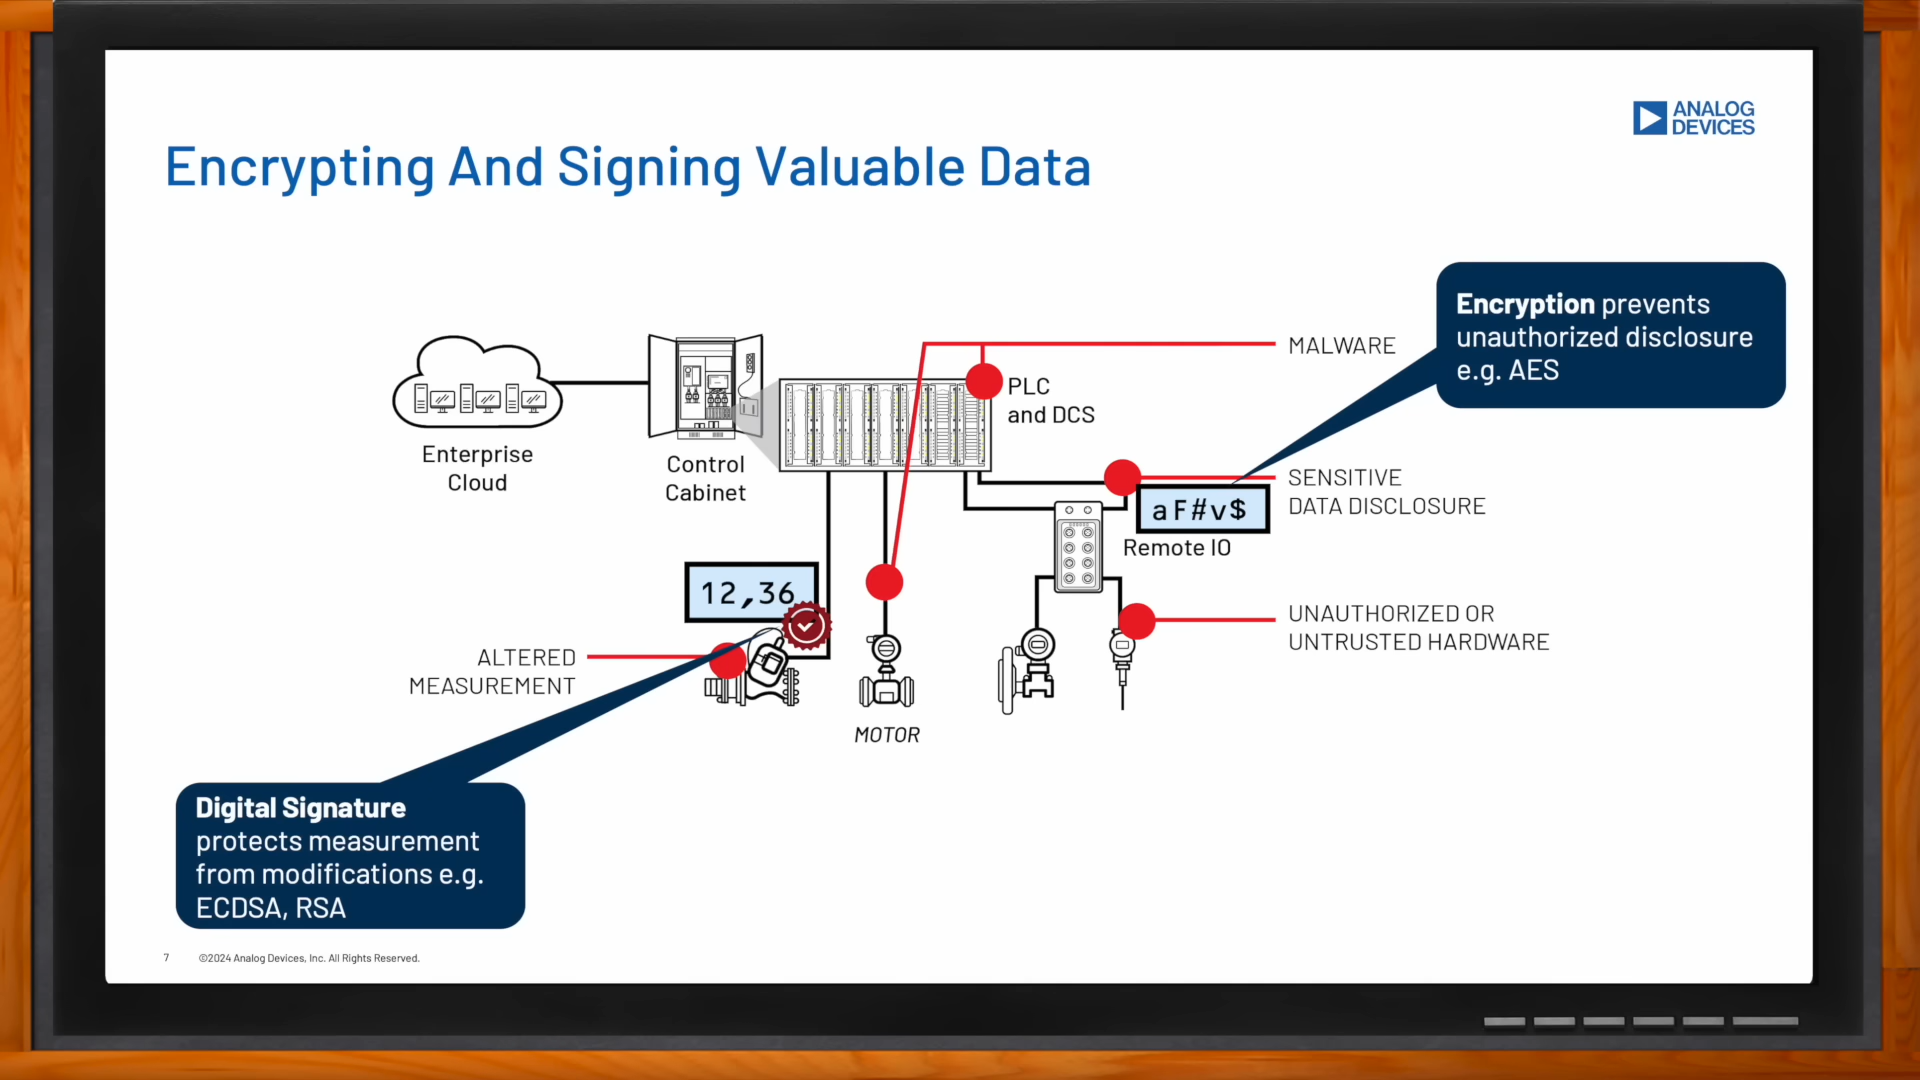 ANALOG
DEVICES
Encrypting And Signing Valuable Data
Encryption prevents
unauthorized disclosure
e.g. AES
MALWARE
PLC
and DCS
Enterprise
Cloud
Control
Cabinet
SENSITIVE
DATA DISCLOSURE
aF#v$
Remote IO
12,36
UNAUTHORIZED OR
UNTRUSTED HARDWARE
ALTERED
MEASUREMENT
MOTOR
Digital Signature
protects measurement
from modifications e.g.
ECDSA, RSA
7
©2024 Analog Devices, Inc. All Rights Reserved.